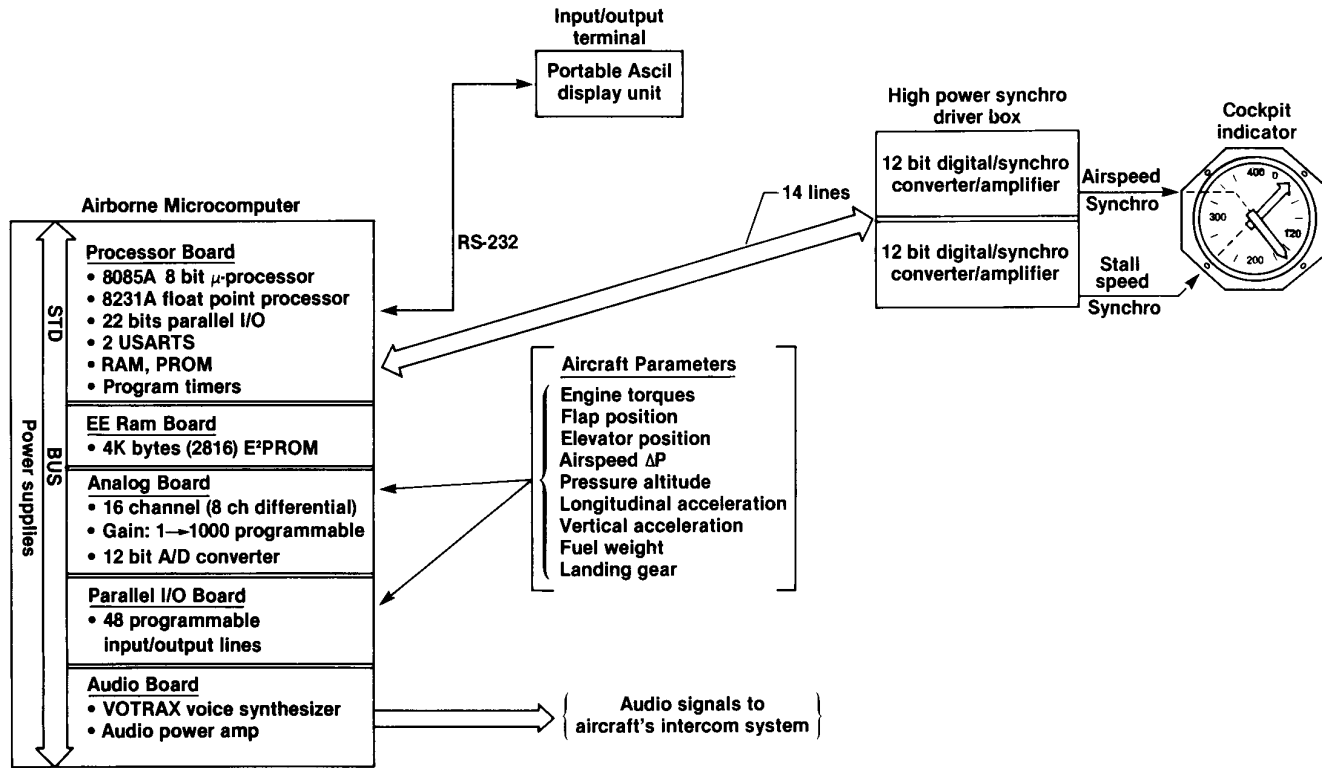 Input/output
terminal
Portable Ascil
display unit
High power synchro
driver box
12 bit digital/synchro
converter/amplifier
12 bit digital/synchro
converter/amplifier
Airspeed
Synchro
Stall
speed
Synchro
Cockpit
indicator
400
0
300
120
200
14 lines
RS-232
Airborne Microcomputer
Power supplies
STD
BUS
Processor Board
• 8085A 8 bit μ-processor
• 8231A float point processor
• 22 bits parallel I/O
• 2 USARTS
• RAM, PROM
• Program timers
EE Ram Board
• 4K bytes (2816) E²PROM
Analog Board
• 16 channel (8 ch differential)
• Gain: 1→1000 programmable
• 12 bit A/D converter
Parallel I/O Board
• 48 programmable
input/output lines
Audio Board
• VOTRAX voice synthesizer
• Audio power amp
Aircraft Parameters
Engine torques
Flap position
Elevator position
Airspeed ΔP
Pressure altitude
Longitudinal acceleration
Vertical acceleration
Fuel weight
Landing gear
Audio signals to
aircraft's intercom system